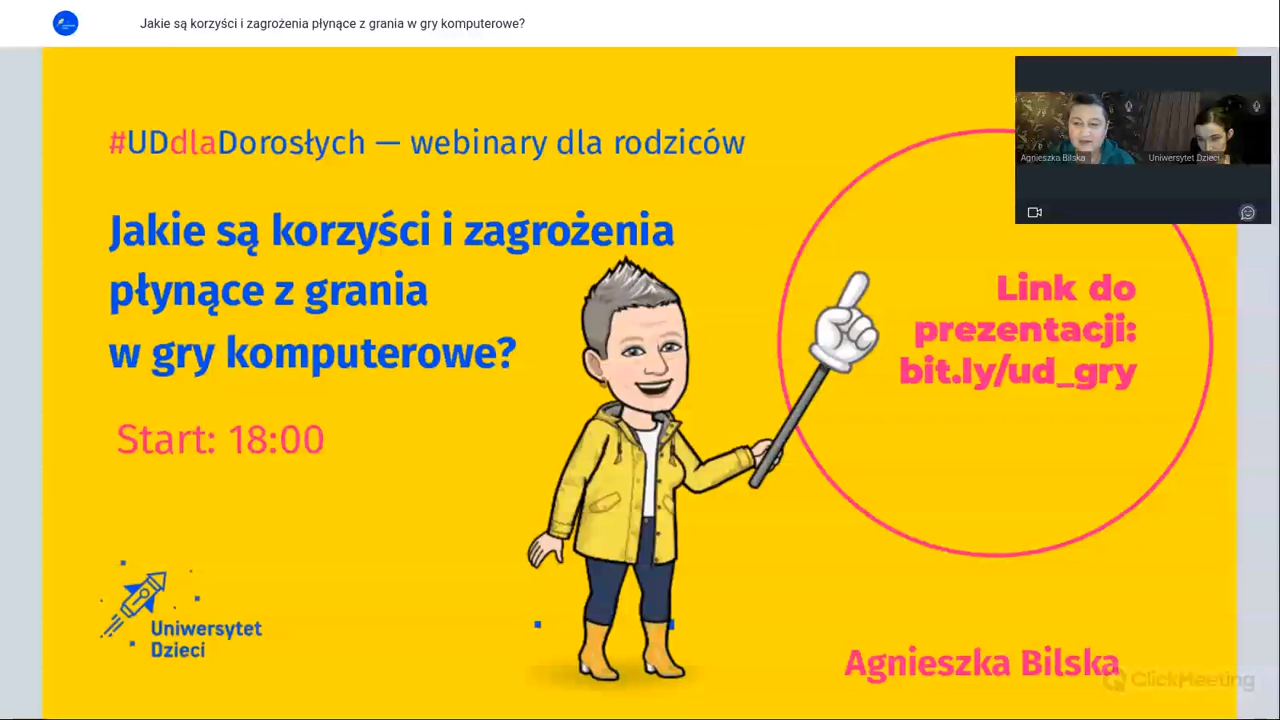 Jakie są korzyści i zagrożenia płynące z grania w gry komputerowe?
#UDdlaDorosłych — webinary dla rodziców
Jakie są korzyści i zagrożenia
płynące z grania
w gry komputerowe?
Start: 18:00
Agnieszka Bilska
Uniwersytet Dzieci
Link do
prezentacji:
bit.ly/ud_gry
Uniwersytet
Dzieci
Agnieszka Bilska
ClickMeeting